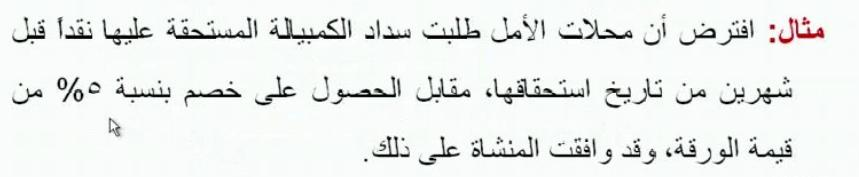 مثال: افترض أن محلات الأمل طلبت سداد الكمبيالة المستحقة عليها نقداً قبل
شهرين من تاريخ استحقاقها، مقابل الحصول على خصم بنسبة ٥% من
قيمة الورقة، وقد وافقت المنشاة على ذلك.